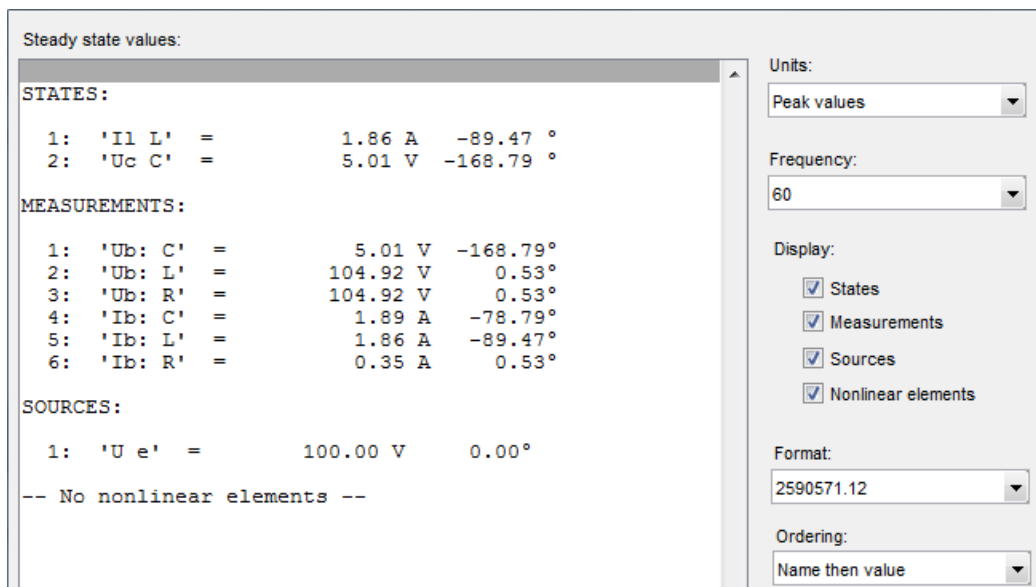 Steady state values:
STATES:
1: 'Il L' = 1.86 A -89.47 °
2: 'Uc C' = 5.01 V -168.79 °
MEASUREMENTS:
1: 'Ub: C' = 5.01 V -168.79°
2: 'Ub: L' = 104.92 V 0.53°
3: 'Ub: R' = 104.92 V 0.53°
4: 'Ib: C' = 1.89 A -78.79°
5: 'Ib: L' = 1.86 A -89.47°
6: 'Ib: R' = 0.35 A 0.53°
SOURCES:
1: 'U e' = 100.00 V 0.00°
-- No nonlinear elements --
Units:
Peak values
Frequency:
60
Display:
States
Measurements
Sources
Nonlinear elements
Format:
2590571.12
Ordering:
Name then value